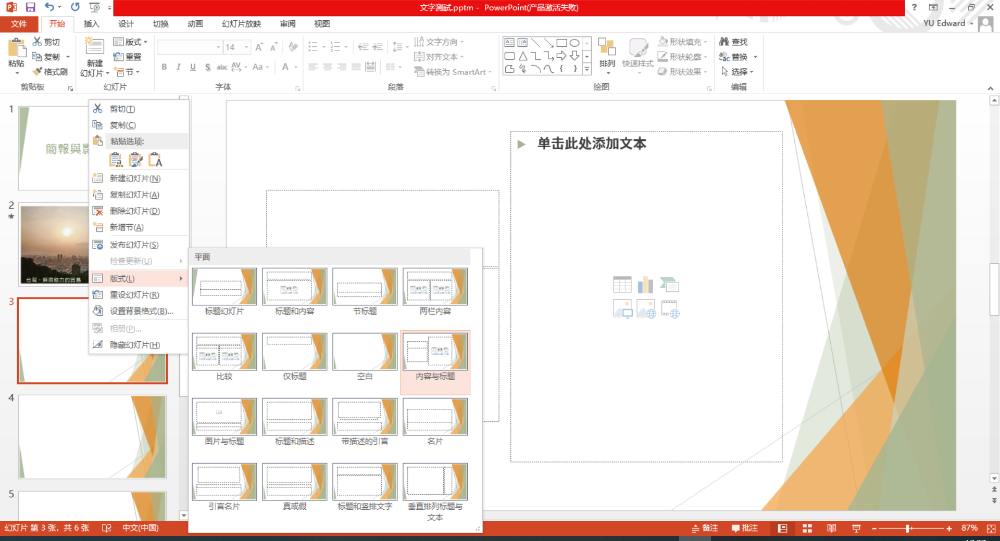 文字測試.pptm - PowerPoint(产品激活失败)
文件
开始
插入
设计
切换
动画
幻灯片放映
审阅
视图
YU Edward
粘贴
剪切
复制
格式刷
剪贴板
新建
幻灯片
版式
重置
节
幻灯片
14
字体
文字方向
对齐文本
转换为 SmartArt
段落
排列
快速样式
形状填充
形状轮廓
形状效果
绘图
查找
替换
选择
编辑
1
簡報與影
2
台灣 - 無限魅力的寶島
3
4
5
剪切(T)
复制(C)
粘贴选项:
新建幻灯片(N)
复制幻灯片(A)
删除幻灯片(D)
新增节(A)
发布幻灯片(S)
检查更新(U)
版式(L)
重设幻灯片(R)
设置背景格式(B)...
相册(P)...
隐藏幻灯片(H)
平面
标题幻灯片
标题和内容
节标题
两栏内容
比较
仅标题
空白
内容与标题
图片与标题
标题和描述
带描述的引言
名片
引言名片
真或假
标题和竖排文字
垂直排列标题与
文本
单击此处添加文本
幻灯片 第 3 张，共 6 张
中文(中国)
备注
批注
87%